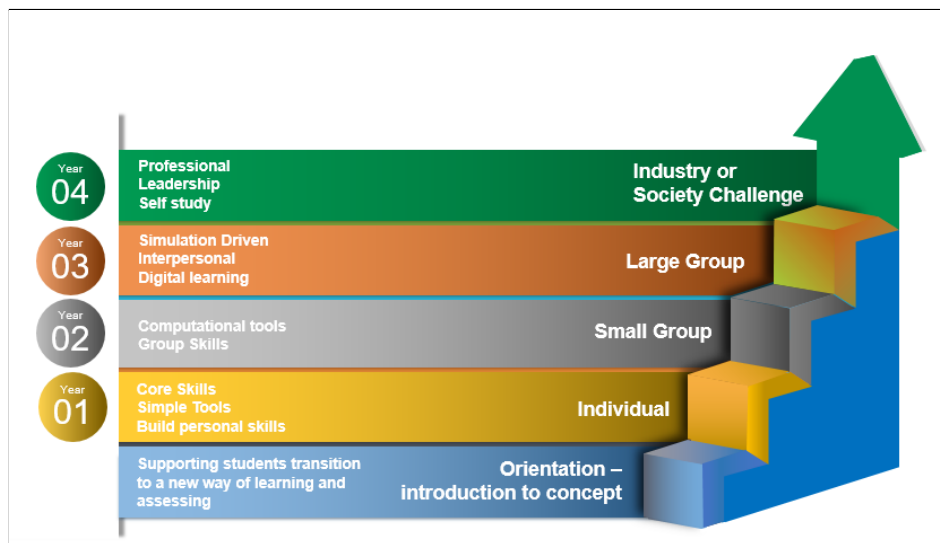 Year
04
Professional
Leadership
Self study
Industry or
Society Challenge
Year
03
Simulation Driven
Interpersonal
Digital learning
Large Group
Year
02
Computational tools
Group Skills
Small Group
Year
01
Core Skills
Simple Tools
Build personal skills
Individual
Supporting students transition
to a new way of learning and
assessing
Orientation –
introduction to concept